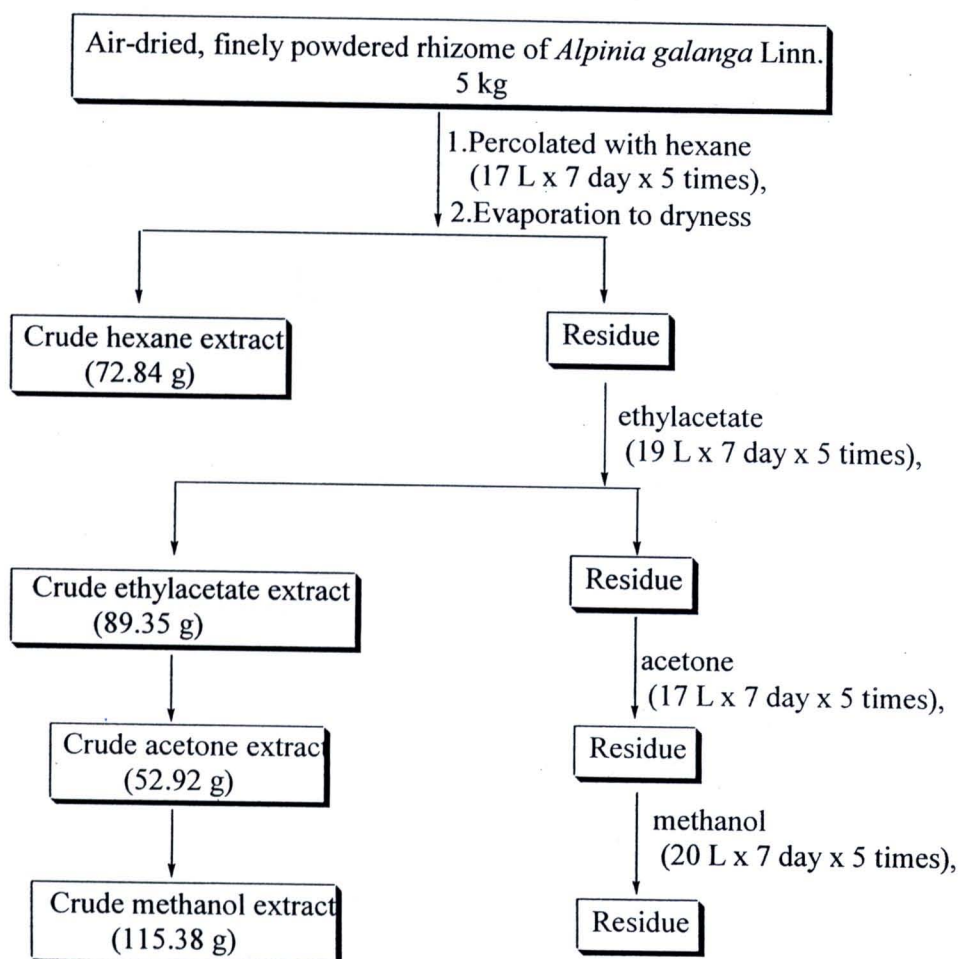 Air-dried, finely powdered rhizome of Alpinia galanga Linn.
5 kg
1.Percolated with hexane
(17 L x 7 day x 5 times),
2.Evaporation to dryness
Crude hexane extract
(72.84 g)
Residue
ethylacetate
(19 L x 7 day x 5 times),
Crude ethylacetate extract
(89.35 g)
Residue
acetone
(17 L x 7 day x 5 times),
Crude acetone extract
(52.92 g)
Residue
methanol
(20 L x 7 day x 5 times),
Crude methanol extract
(115.38 g)
Residue